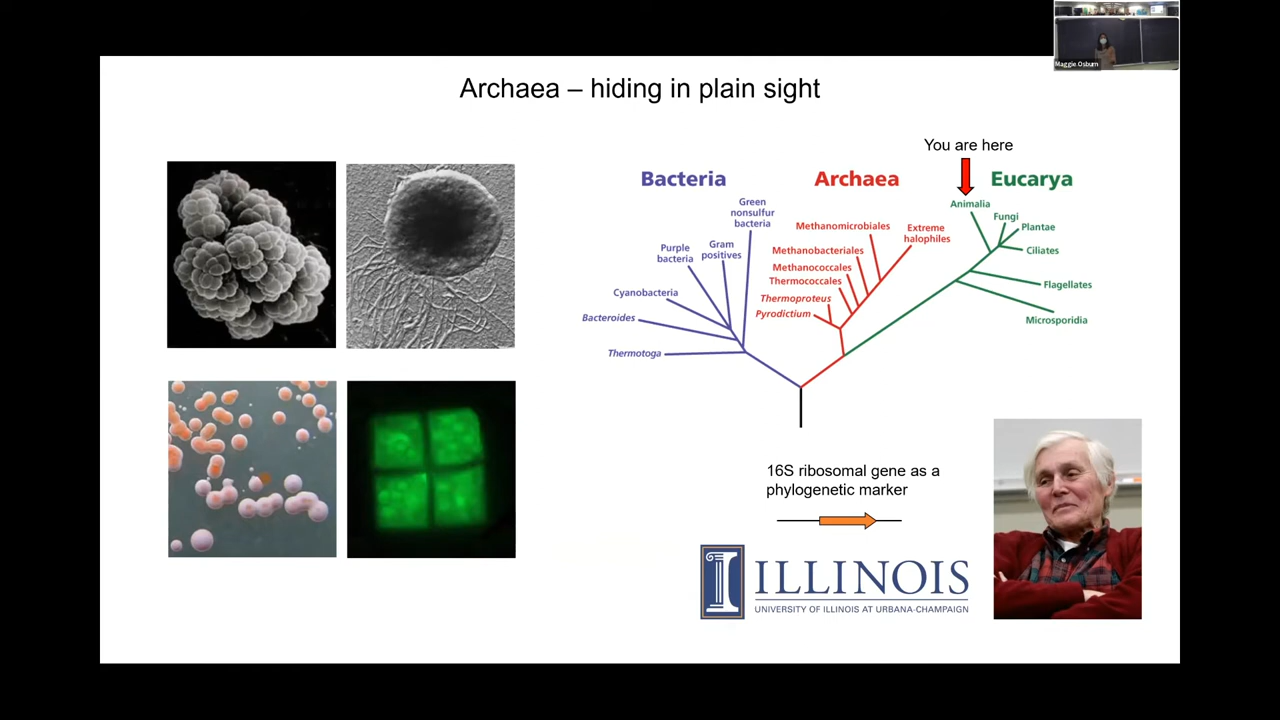 Maggie Osburn
Archaea – hiding in plain sight
You are here
Bacteria
Archaea
Eucarya
Green
nonsulfur
bacteria
Purple
bacteria
Gram
positives
Cyanobacteria
Bacteroides
Thermotoga
Methanomicrobiales
Extreme
halophiles
Methanobacteriales
Methanococcales
Thermococcales
Thermoproteus
Pyrodictium
Animalia
Fungi
Plantae
Ciliates
Flagellates
Microsporidia
16S ribosomal gene as a
phylogenetic marker
I ILLINOIS
UNIVERSITY OF ILLINOIS AT URBANA-CHAMPAIGN